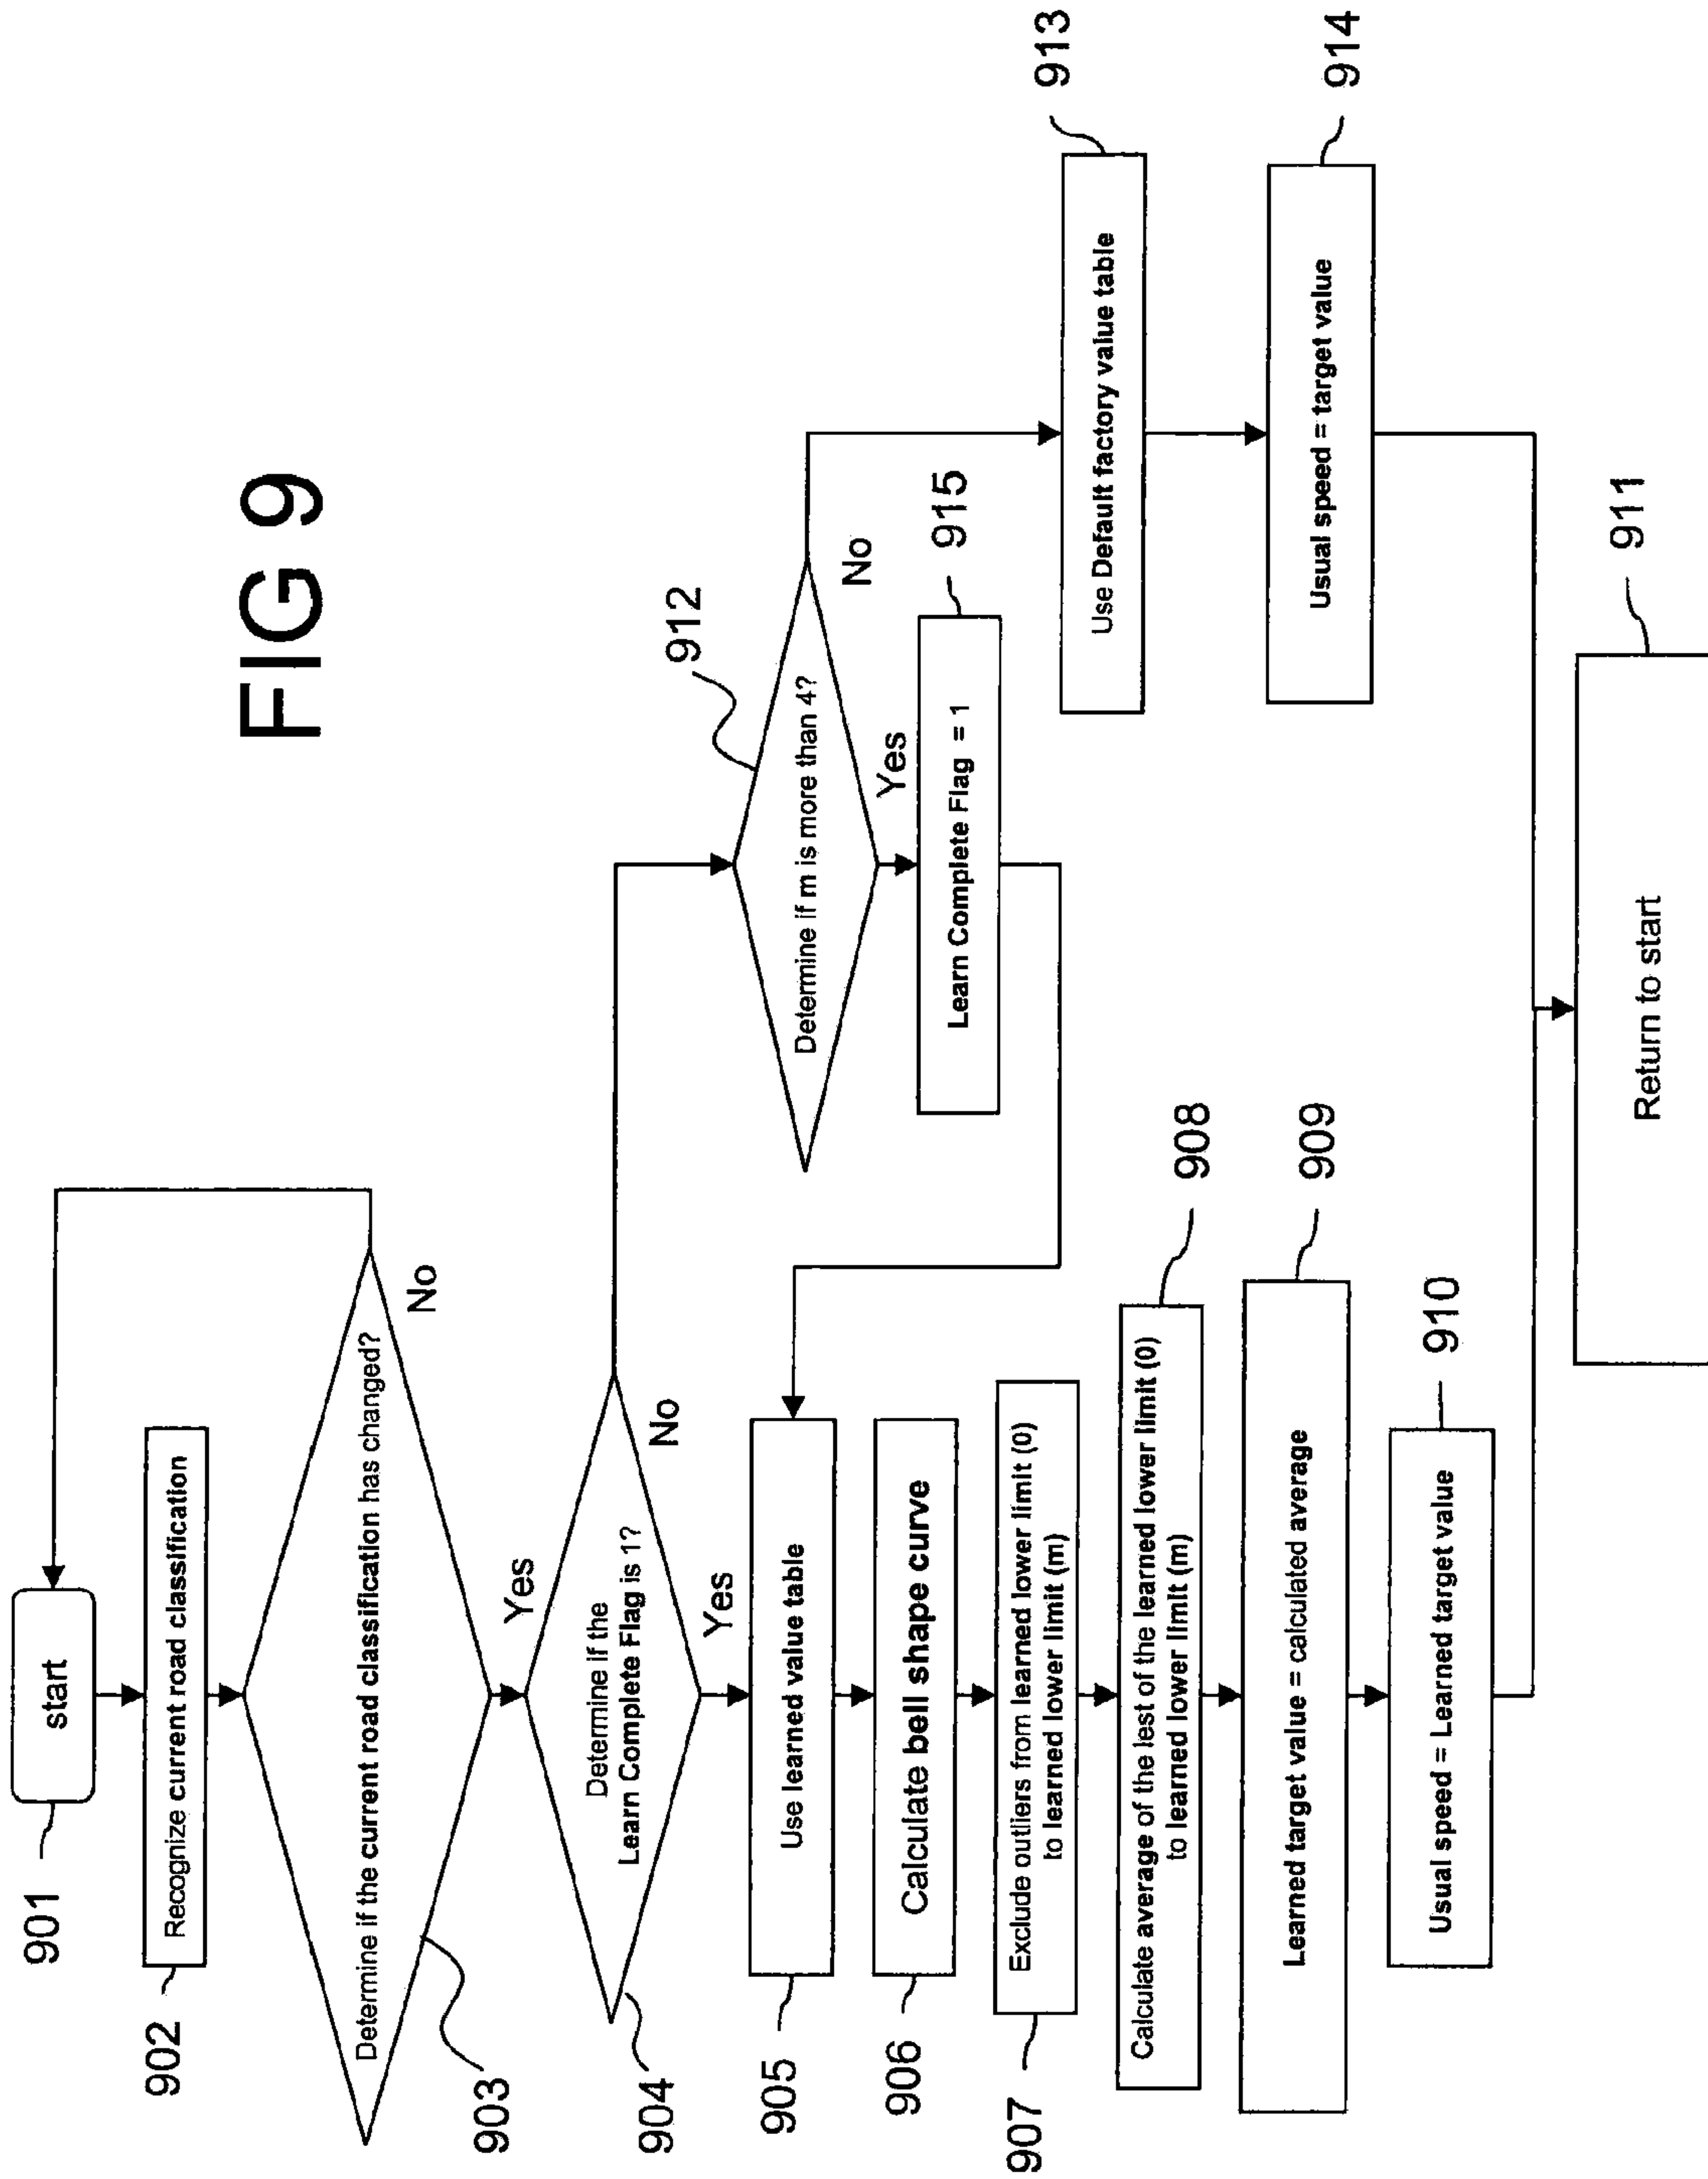 FIG 9
901
start
902
Recognize current road classification
Determine if the current road classification has changed?
903
No
Yes
Determine if the
Learn Complete Flag is 1?
904
No
Yes
905
Use learned value table
906
Calculate bell shape curve
907
Exclude outliers from learned lower limit (0)
to learned lower limit (m)
Calculate average of the lest of the learned lower limit (0)
to learned lower limit (m)
908
Learned target value = calculated average
909
Usual speed = Learned target value
910
912
Determine if m is more than 4?
No
Yes
Learn Complete Flag = 1
915
Use Default factory value table
913
Usual speed = target value
914
Return to start
911